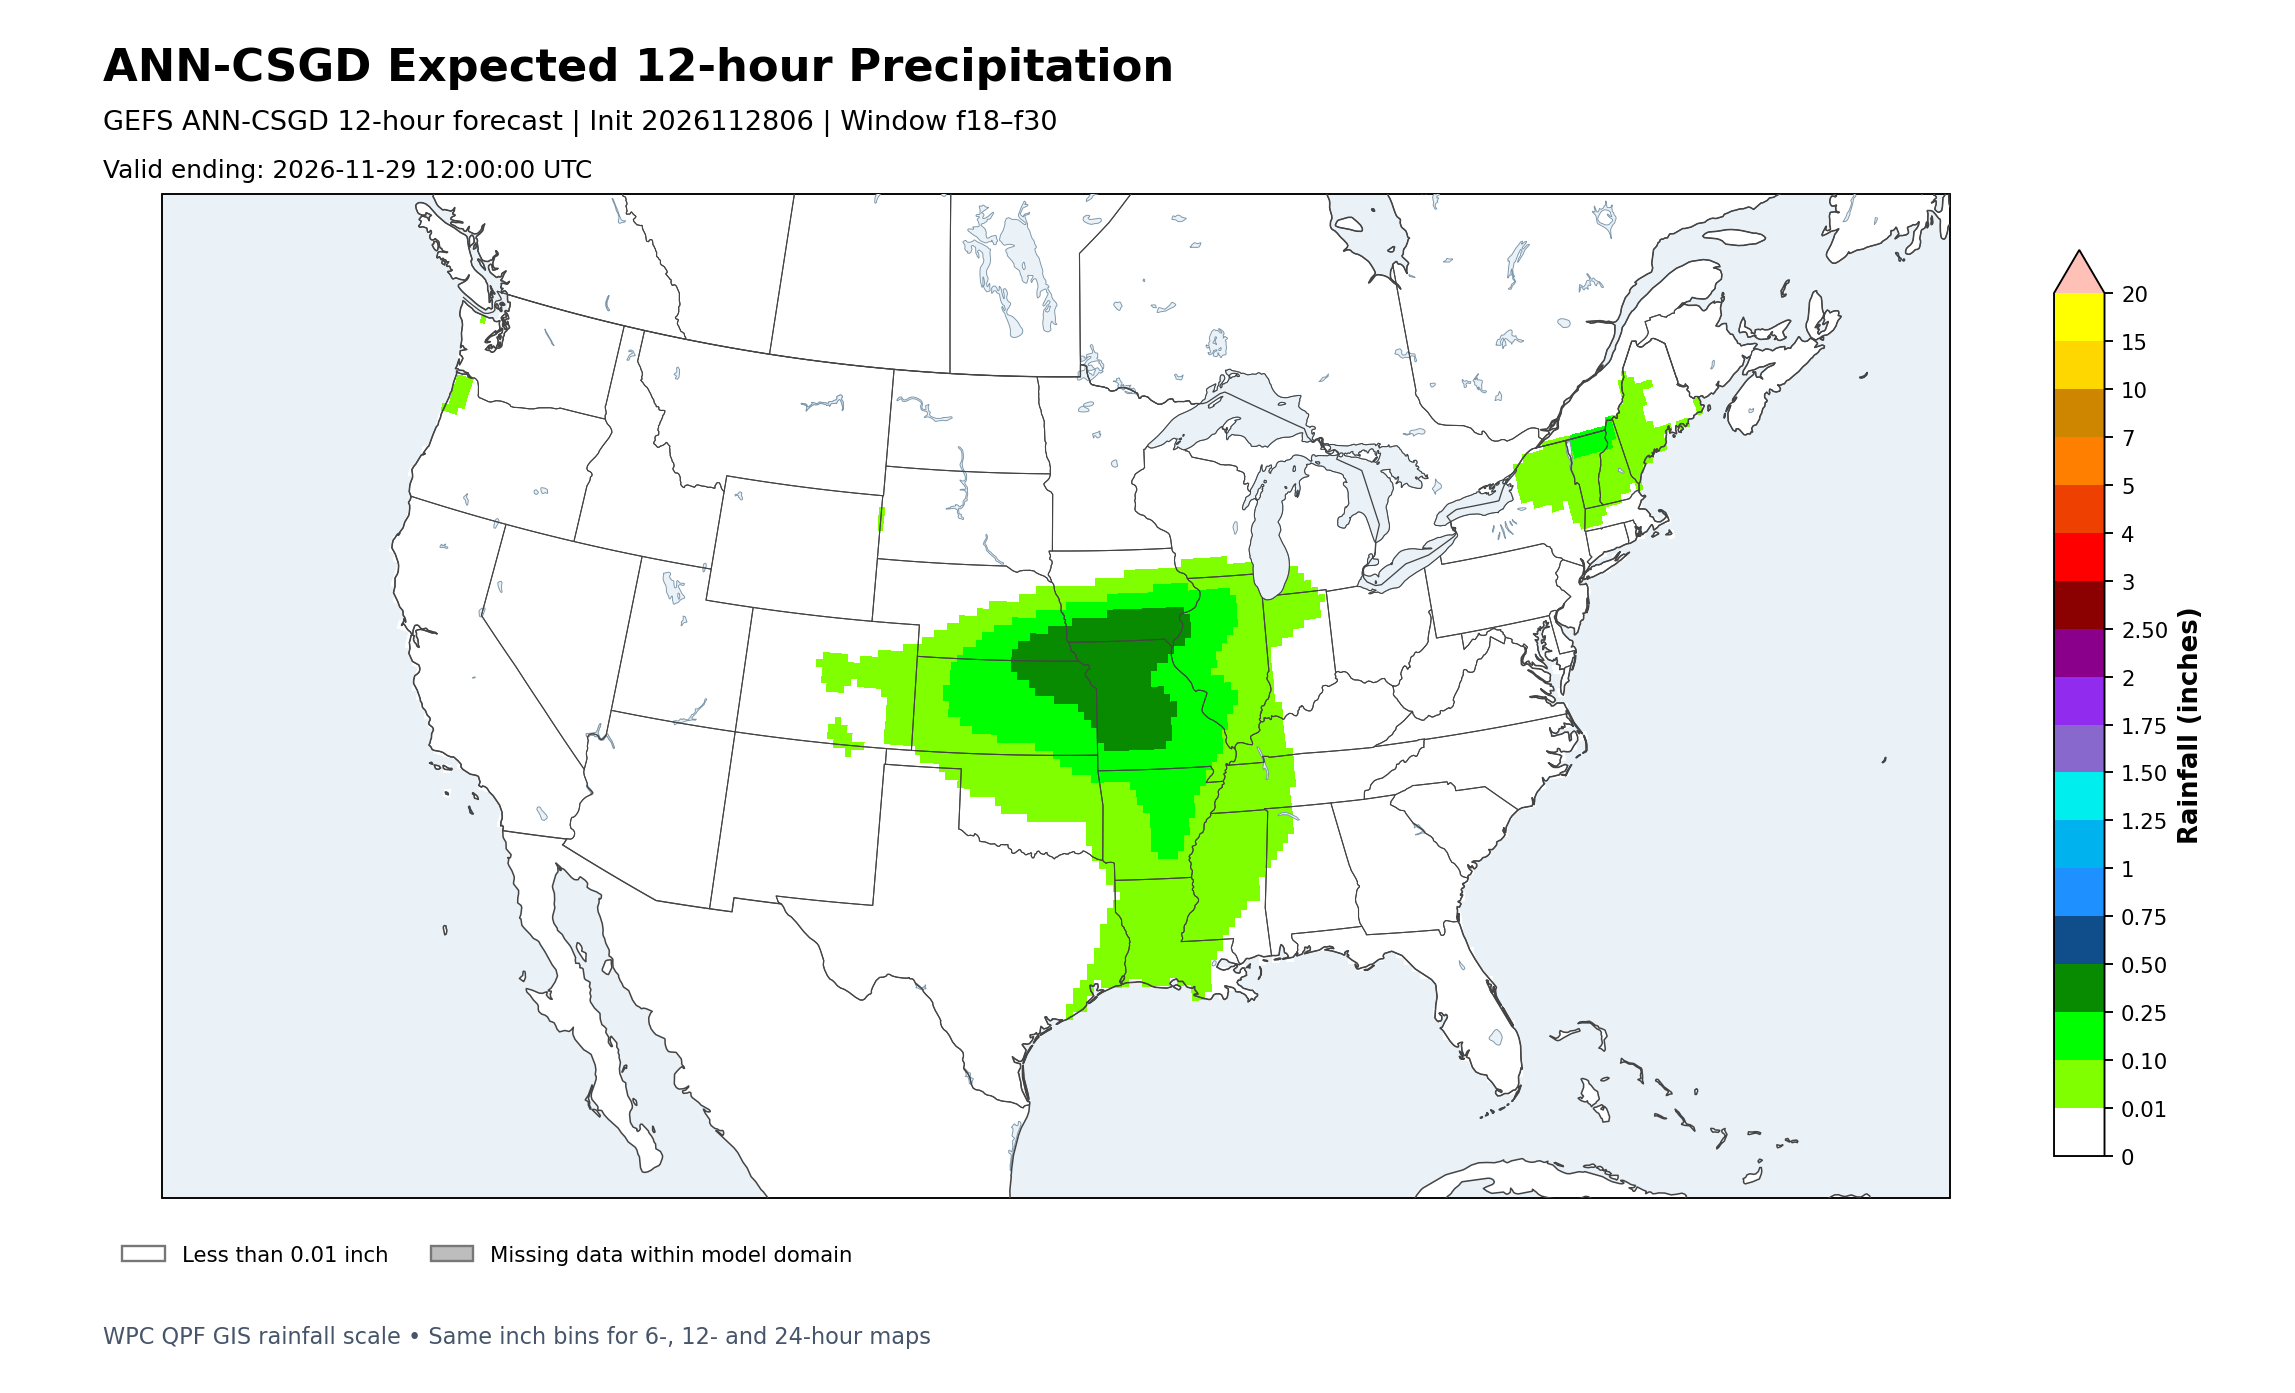 ANN-CSGD Expected 12-hour Precipitation
GEFS ANN-CSGD 12-hour forecast | Init 2026112806 | Window f18–f30
Valid ending: 2026-11-29 12:00:00 UTC
20
15
10
7
5
4
3
2.50
2
1.75
1.50
1.25
1
0.75
0.50
0.25
0.10
0.01
0
Rainfall (inches)
Less than 0.01 inch
Missing data within model domain
WPC QPF GIS rainfall scale • Same inch bins for 6-, 12- and 24-hour maps